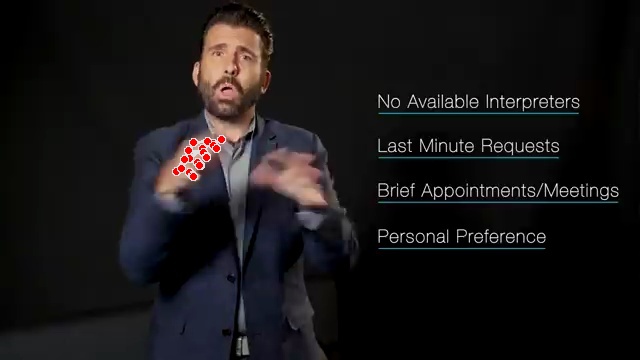 No Available Interpreters
Last Minute Requests
Brief Appointments/Meetings
Personal Preference